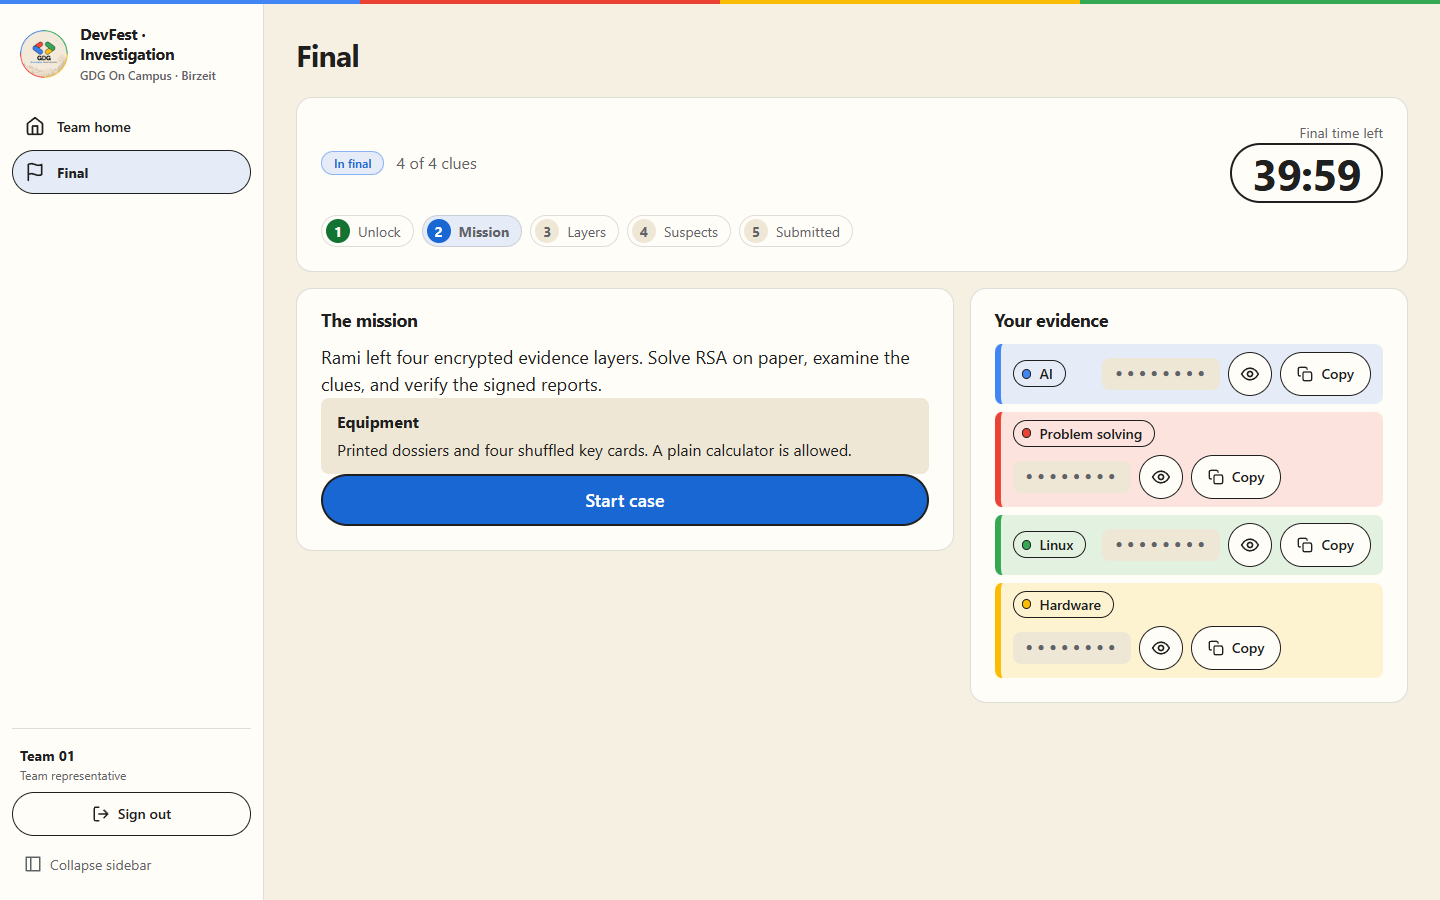 DevFest ·
Investigation
GDG On Campus · Birzeit
GDG
Team home
Final
Team 01
Team representative
Sign out
Collapse sidebar
Final
In final
4 of 4 clues
Final time left
39:59
1 Unlock
2 Mission
3 Layers
4 Suspects
5 Submitted
The mission
Rami left four encrypted evidence layers. Solve RSA on paper, examine the
clues, and verify the signed reports.
Equipment
Printed dossiers and four shuffled key cards. A plain calculator is allowed.
Start case
Your evidence
AI
•••••••• Copy
Problem solving
•••••••• Copy
Linux
•••••••• Copy
Hardware
•••••••• Copy